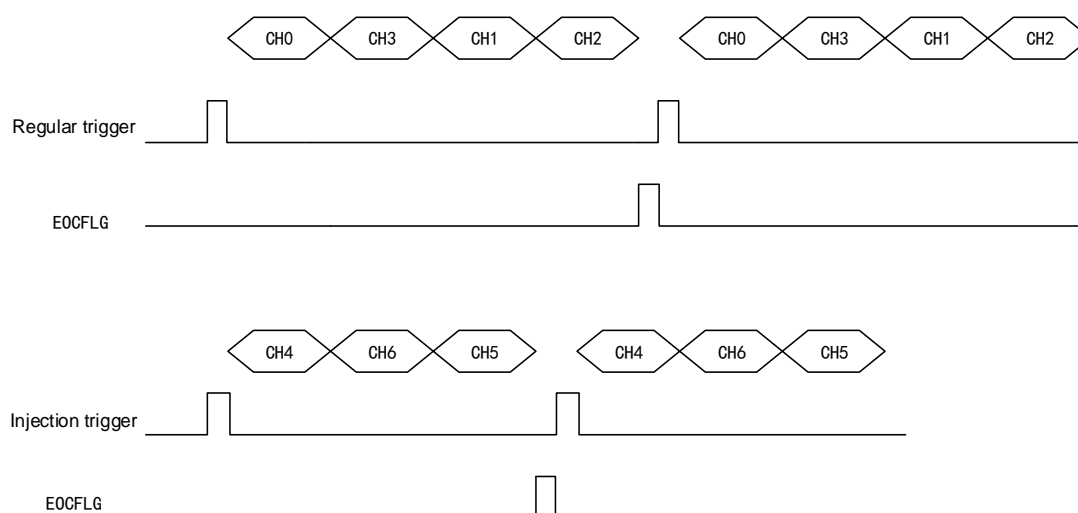 CH0 CH3 CH1 CH2 CH0 CH3 CH1 CH2
Regular trigger
EOCFLG
CH4 CH6 CH5 CH4 CH6 CH5
Injection trigger
EOCFLG